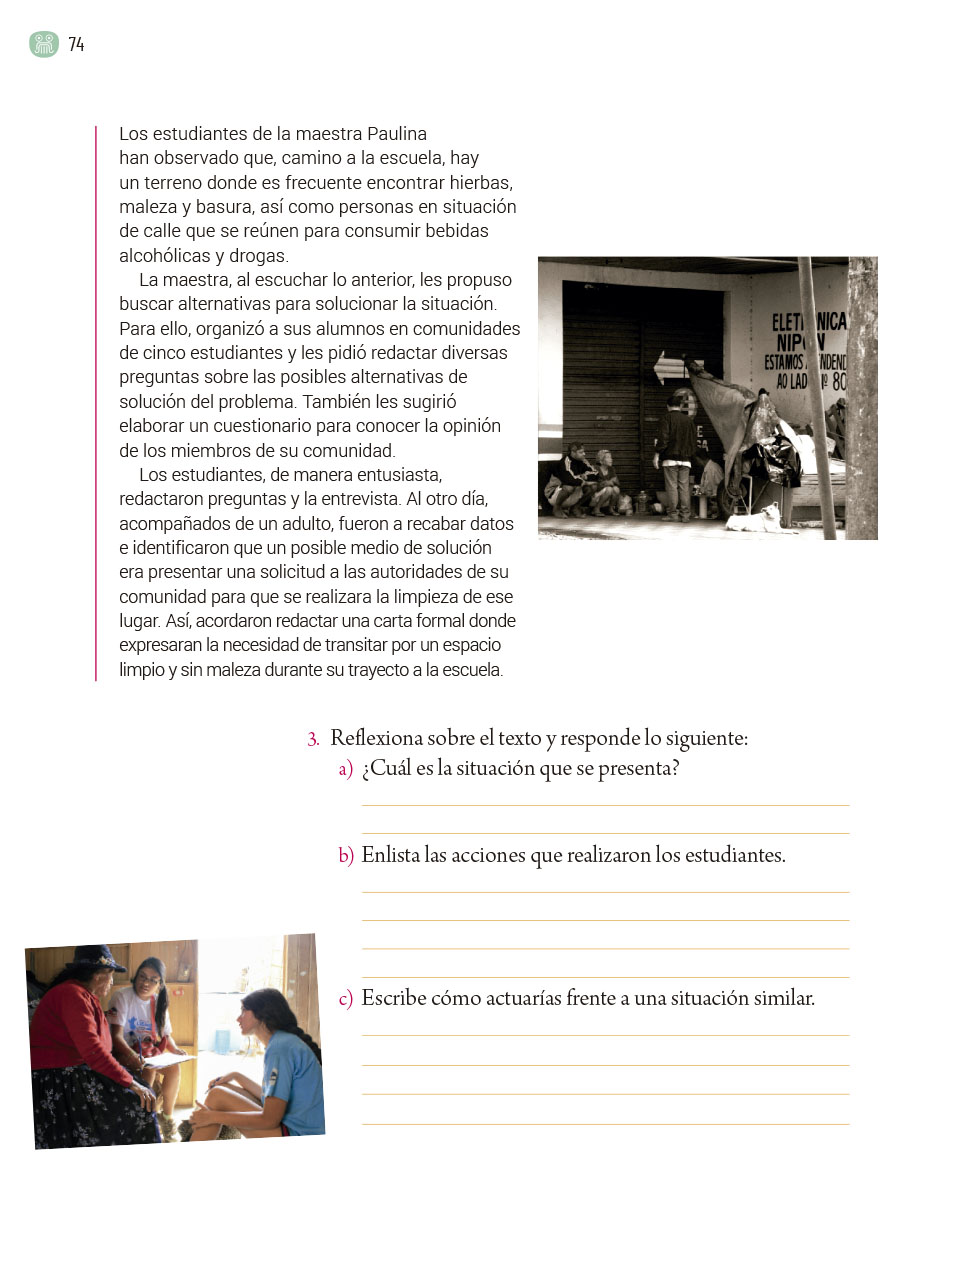 74
Los estudiantes de la maestra Paulina
han observado que, camino a la escuela, hay
un terreno donde es frecuente encontrar hierbas,
maleza y basura, así como personas en situación
de calle que se reúnen para consumir bebidas
alcohólicas y drogas.
La maestra, al escuchar lo anterior, les propuso
buscar alternativas para solucionar la situación.
Para ello, organizó a sus alumnos en comunidades
de cinco estudiantes y les pidió redactar diversas
preguntas sobre las posibles alternativas de
solución del problema. También les sugirió
elaborar un cuestionario para conocer la opinión
de los miembros de su comunidad.
Los estudiantes, de manera entusiasta,
redactaron preguntas y la entrevista. Al otro día,
acompañados de un adulto, fueron a recabar datos
e identificaron que un posible medio de solución
era presentar una solicitud a las autoridades de su
comunidad para que se realizara la limpieza de ese
lugar. Así, acordaron redactar una carta formal donde
expresaran la necesidad de transitar por un espacio
limpio y sin maleza durante su trayecto a la escuela.
ESTAMOS
AO LAD Nº 80
3. Reflexiona sobre el texto y responde lo siguiente:
a) ¿Cuál es la situación que se presenta?
b) Enlista las acciones que realizaron los estudiantes.
c) Escribe cómo actuarías frente a una situación similar.